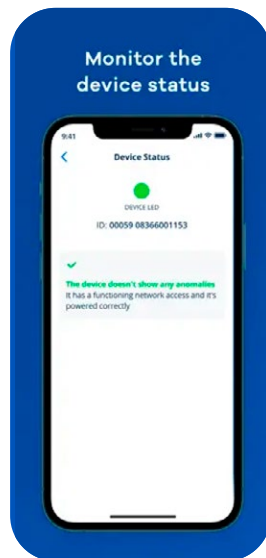 Monitor the
device status
9:41
Device Status
DEVICE LED
ID: 00059 08366001153
The device doesn't show any anomalies
It has a functioning network access and it's
powered correctly